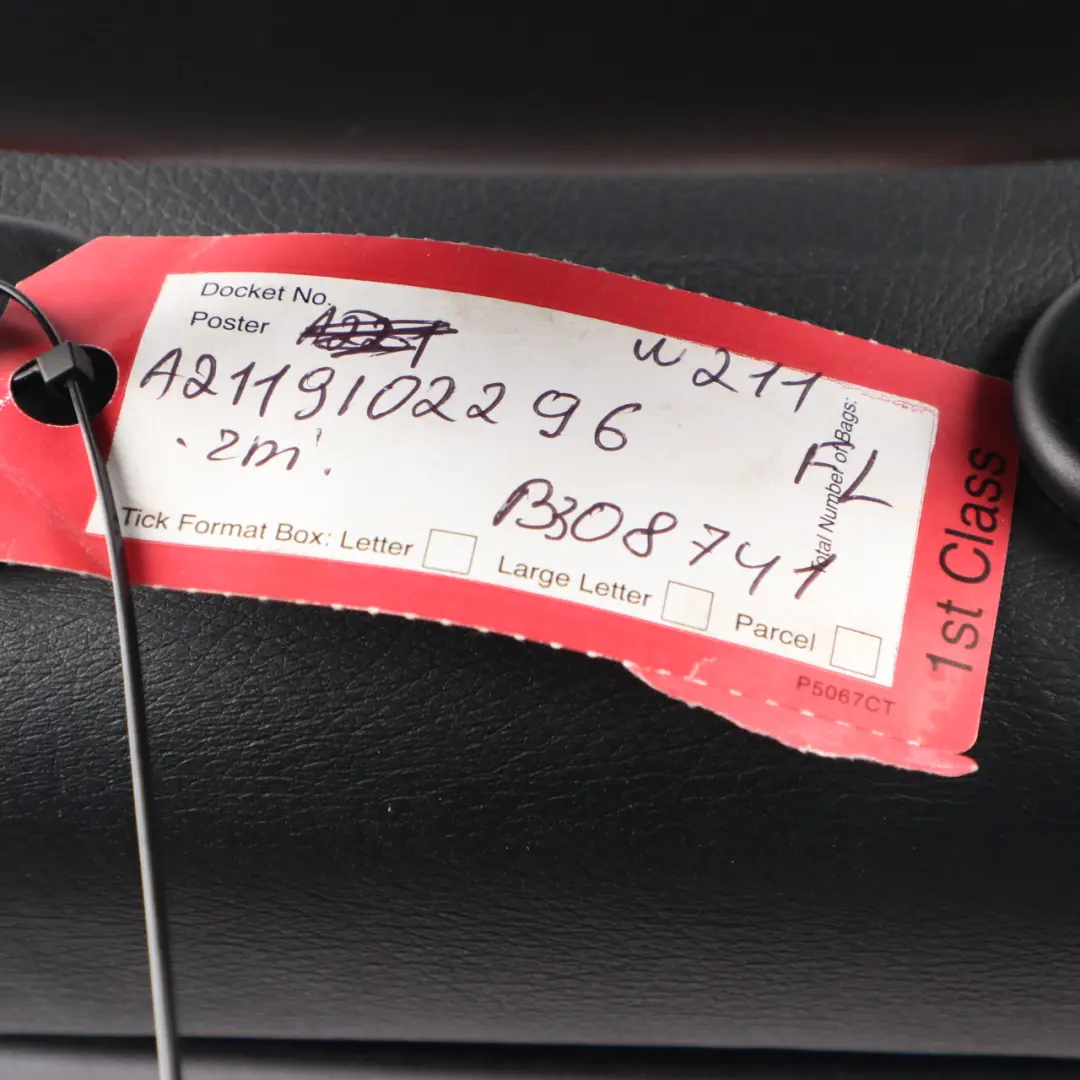 Docket No.
Poster
W211
A2119102296
FL
B308741
Tick Format Box: Letter
Large Letter
Parcel
Total Number of Bags:
1st Class
P5067CT